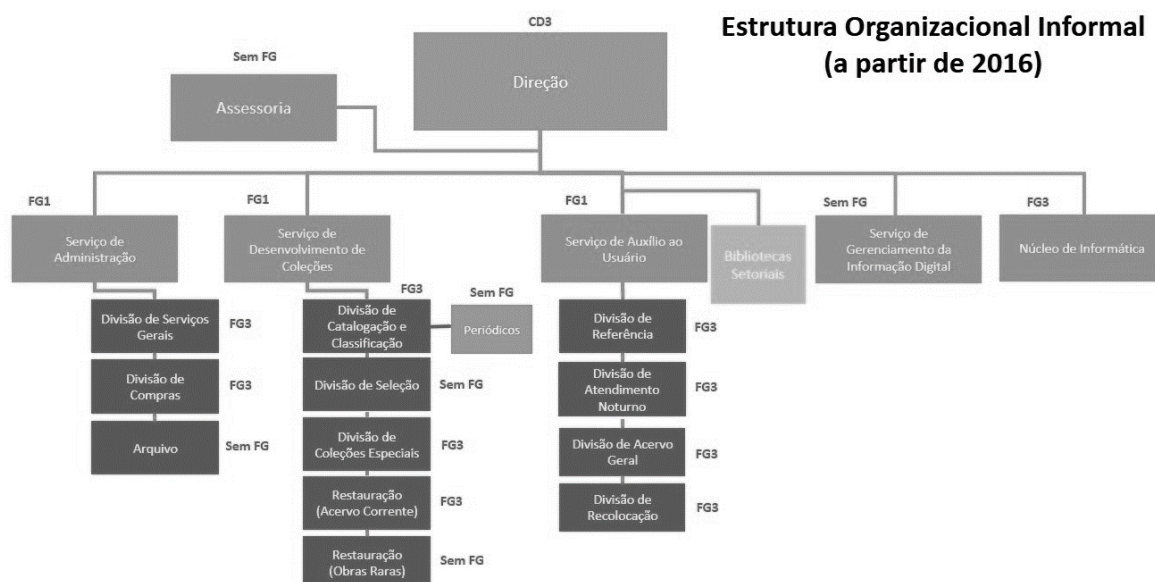 Estrutura Organizacional Informal
(a partir de 2016)
CD3
Direção
Sem FG
Assessoria
FG1
Serviço de
Administração
FG1
Serviço de
Desenvolvimento de
Coleções
FG1
Serviço de Auxílio ao
Usuário
Bibliotecas
Setoriais
Sem FG
Serviço de
Gerenciamento da
Informação Digital
FG3
Núcleo de Informática
Divisão de Serviços
Gerais
FG3
Divisão de
Compras
FG3
Arquivo
Sem FG
FG3
Divisão de
Catalogação e
Classificação
Sem FG
Periódicos
Divisão de Seleção
Sem FG
Divisão de
Coleções Especiais
FG3
Restauração
(Acervo Corrente)
FG3
Restauração
(Obras Raras)
Sem FG
Divisão de
Referência
FG3
Divisão de
Atendimento
Noturno
FG3
Divisão de Acervo
Geral
FG3
Divisão de
Recolocação
FG3